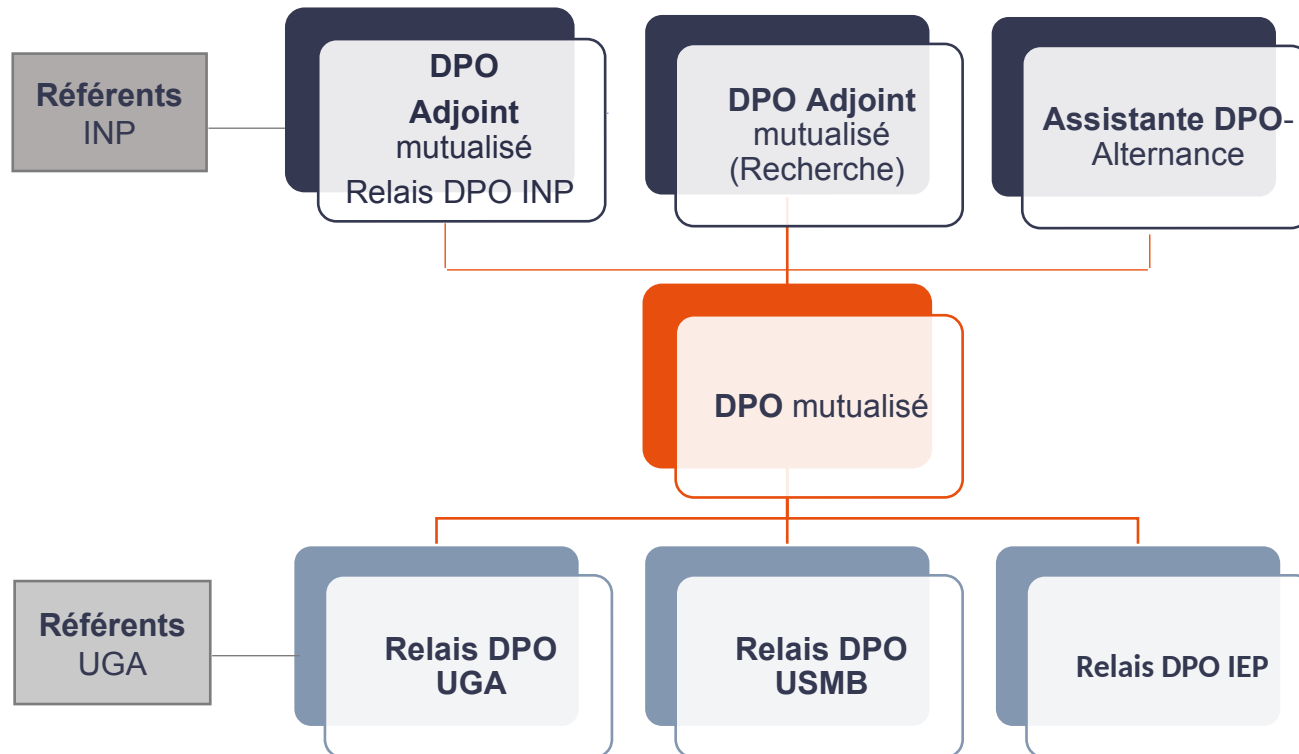 Référents
INP
DPO
Adjoint
mutualisé
Relais DPO INP
DPO Adjoint
mutualisé
(Recherche)
Assistante DPO-
Alternance
DPO mutualisé
Référents
UGA
Relais DPO
UGA
Relais DPO
USMB
Relais DPO IEP